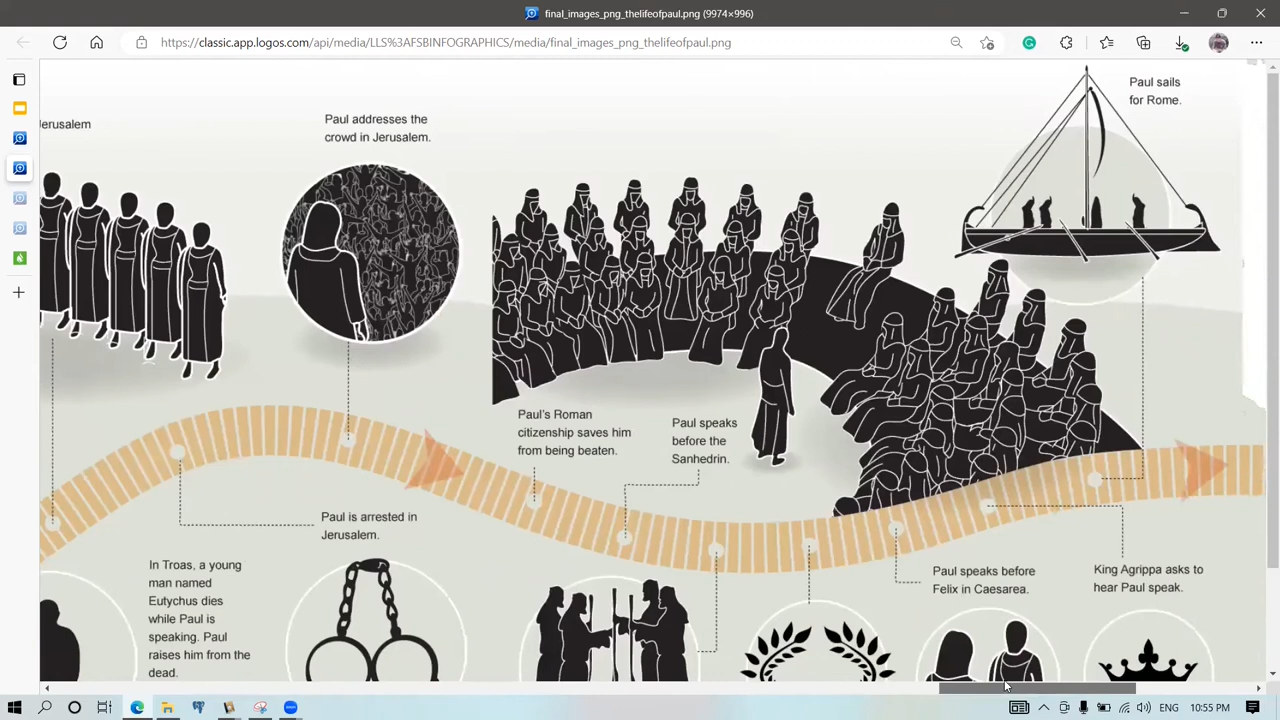 final_images_png_thelifeofpaul.png (9974×996)
https://classic.app.logos.com/api/media/LLS%3AFSBINFOGRAPHICS/media/final_images_png_thelifeofpaul.png
Paul sails
for Rome.
Jerusalem
Paul addresses the
crowd in Jerusalem.
Paul's Roman
citizenship saves him
from being beaten.
Paul speaks
before the
Sanhedrin.
Paul is arrested in
Jerusalem.
In Troas, a young
man named
Eutychus dies
while Paul is
speaking. Paul
raises him from the
dead.
Paul speaks before
Felix in Caesarea.
King Agrippa asks to
hear Paul speak.
ENG
10:55 PM